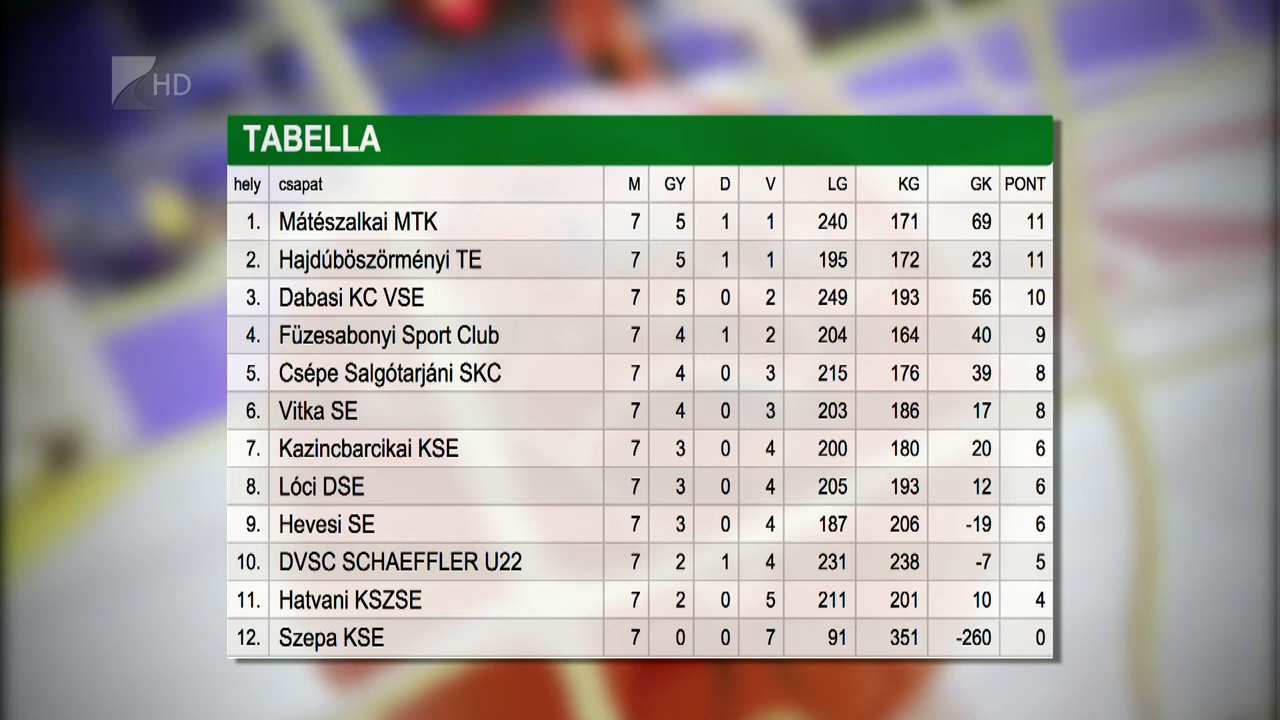 HD
TABELLA
hely csapat M GY D V LG KG GK PONT
1. Mátészalkai MTK 7 5 1 1 240 171 69 11
2. Hajdúböszörményi TE 7 5 1 1 195 172 23 11
3. Dabasi KC VSE 7 5 0 2 249 193 56 10
4. Füzesabonyi Sport Club 7 4 1 2 204 164 40 9
5. Csépe Salgótarjáni SKC 7 4 0 3 215 176 39 8
6. Vitka SE 7 4 0 3 203 186 17 8
7. Kazincbarcikai KSE 7 3 0 4 200 180 20 6
8. Lóci DSE 7 3 0 4 205 193 12 6
9. Hevesi SE 7 3 0 4 187 206 -19 6
10. DVSC SCHAEFFLER U22 7 2 1 4 231 238 -7 5
11. Hatvani KSZSE 7 2 0 5 211 201 10 4
12. Szepa KSE 7 0 0 7 91 351 -260 0